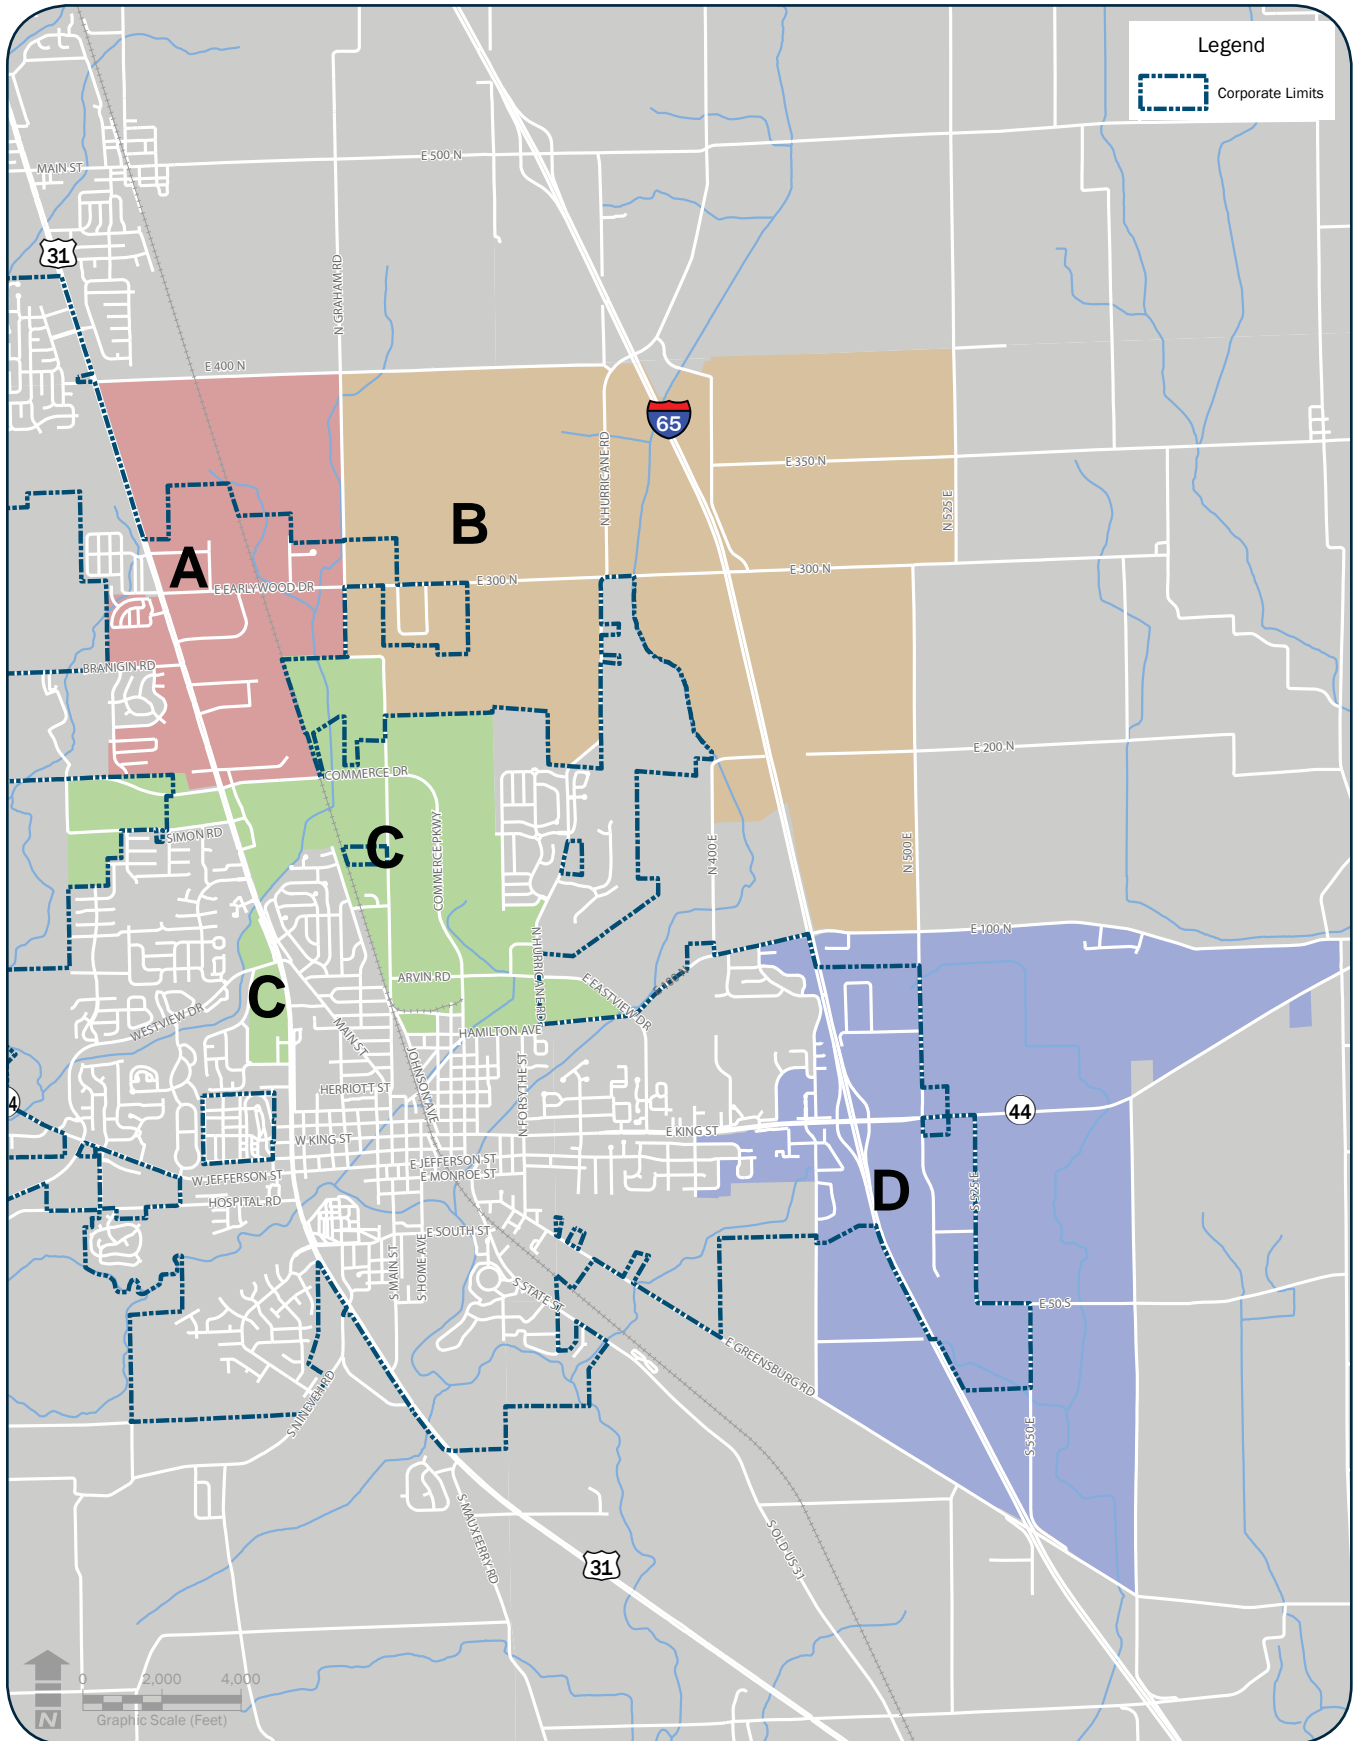 Legend
Corporate Limits
MAIN ST
E 500 N
31
N GRAHAM RD
E 400 N
65
N HURRICANE RD
E 350 N
N 525 E
B
A
E 300 N
E 300 N
E EARLYWOOD DR
BRANIGIN RD
E 200 N
COMMERCE DR
SIMON RD
C
COMMERCE PKWY
N 400 E
N 500 E
E 100 N
N HURRICANE RD
ARVIN RD
E EASTVIEW DR
E 100 N
C
WESTVIEW DR
MAIN ST
HAMILTON AVE
JOHNSON AVE
N FORSYTHE ST
HERRIOTT ST
4
44
W KING ST
E KING ST
E JEFFERSON ST
E MONROE ST
W JEFFERSON ST
HOSPITAL RD
D
S 525 E
E SOUTH ST
S MAIN ST
S HOME AVE
S STATE ST
E 50 S
E GREENSBURG RD
S NINEVEH RD
S 550 E
S MAUXFERRY RD
S OLD US 31
31
0 2,000 4,000
Graphic Scale (Feet)
N